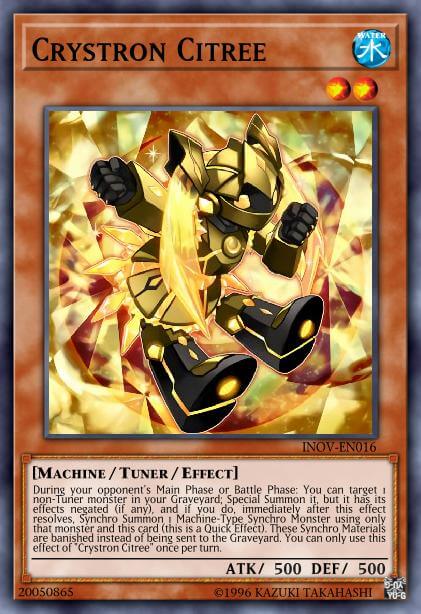 CRYSTRON CITREE
WATER
水
INOV-EN016
[MACHINE / TUNER / EFFECT]
During your opponent's Main Phase or Battle Phase: You can target 1
non-Tuner monster in your Graveyard; Special Summon it, but it has its
effects negated (if any), and if you do, immediately after this effect
resolves, Synchro Summon 1 Machine-Type Synchro Monster using only
that monster and this card (this is a Quick Effect). These Synchro Materials
are banished instead of being sent to the Graveyard. You can only use this
effect of "Crystron Citree" once per turn.
ATK/ 500 DEF/ 500
20050865
©1996 KAZUKI TAKAHASHI